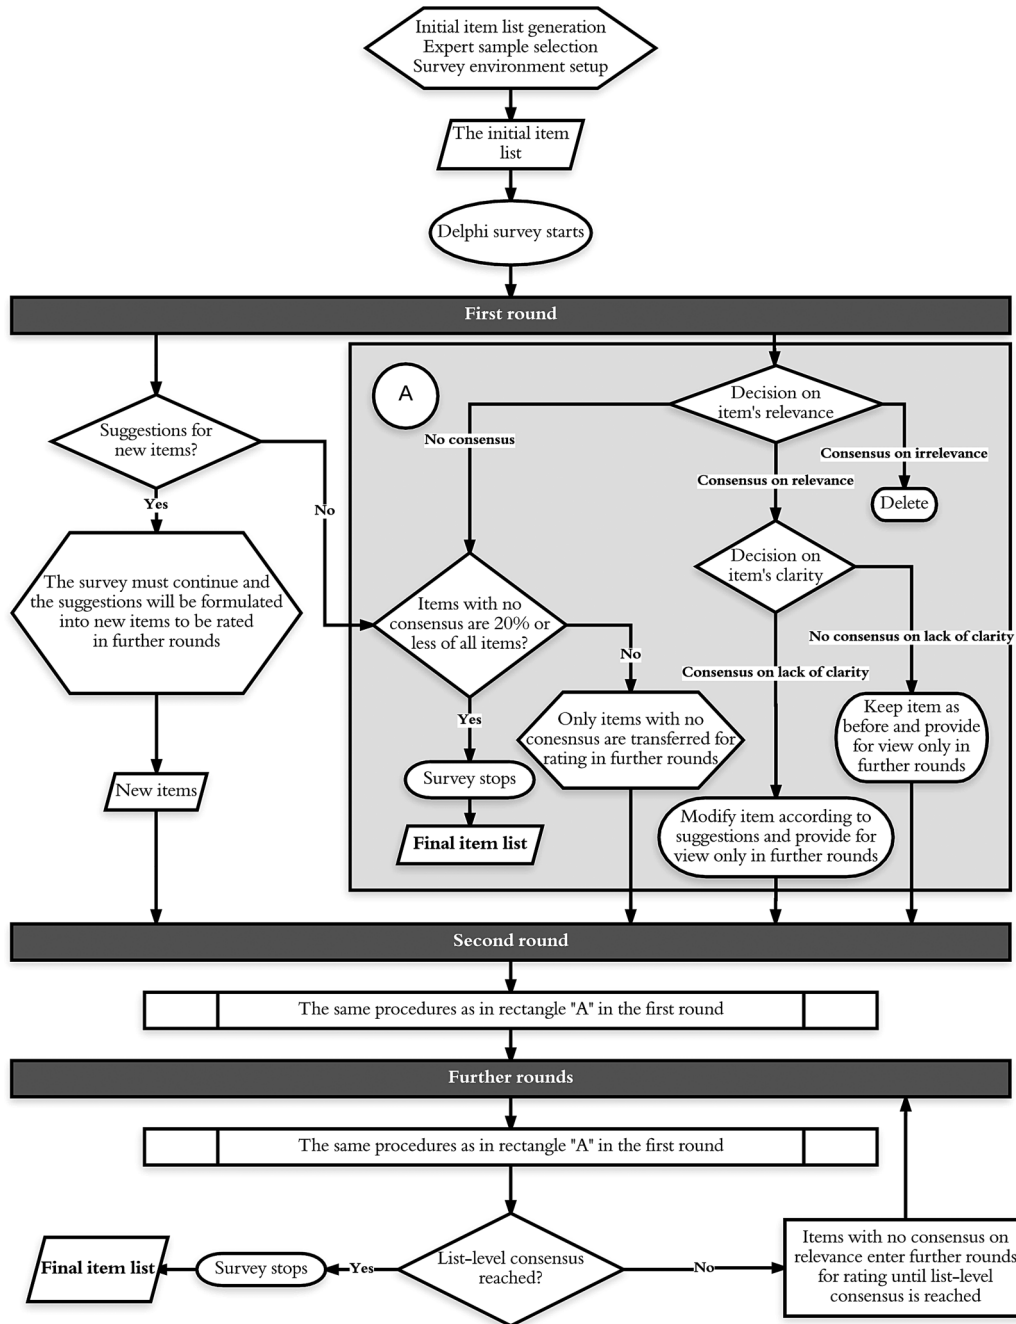 Initial item list generation
Expert sample selection
Survey environment setup
The initial item
list
Delphi survey starts
First round
A
Decision on
item's relevance
Suggestions for
new items?
No consensus
Consensus on irrelevance
Consensus on relevance
Delete
Yes
No
Decision on
item's clarity
The survey must continue and
the suggestions will be formulated
into new items to be rated
in further rounds
Items with no
consensus are 20% or
less of all items?
No consensus on lack of clarity
No
Consensus on lack of clarity
Keep item as
before and provide
for view only in
further rounds
Yes
Only items with no
conesnsus are transferred for
rating in further rounds
Survey stops
New items
Modify item according to
suggestions and provide for
view only in further rounds
Final item list
Second round
The same procedures as in rectangle "A" in the first round
Further rounds
The same procedures as in rectangle "A" in the first round
List-level consensus
reached?
Yes
Survey stops
Final item list
No
Items with no consensus on
relevance enter further rounds
for rating until list-level
consensus is reached